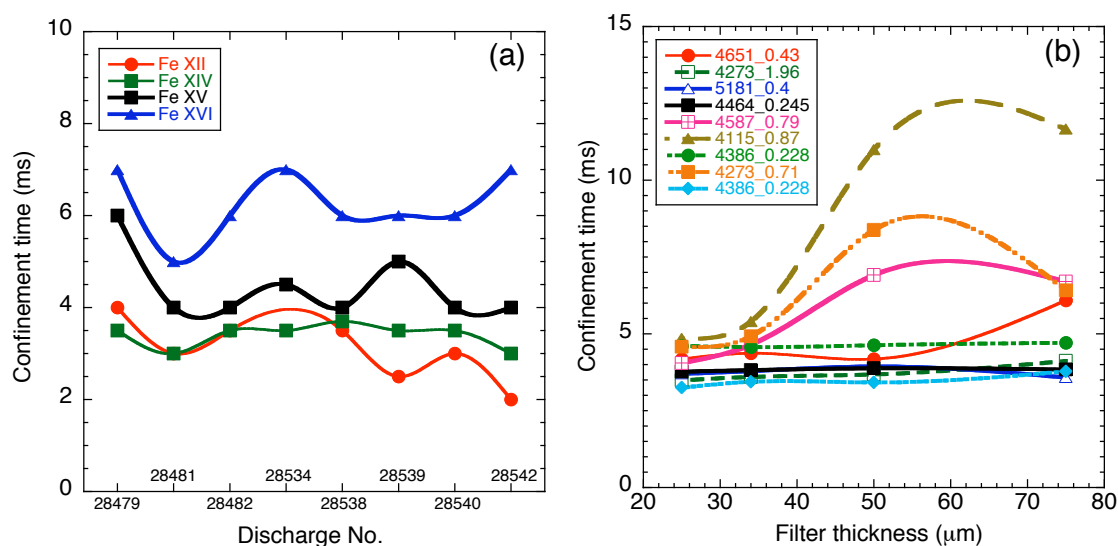 (a)
Confinement time (ms)
10
8
6
4
2
0
Fe XII
Fe XIV
Fe XV
Fe XVI
28481 28534 28539 28542
28479 28482 28538 28540
Discharge No.
(b)
Confinement time (ms)
15
10
5
0
4651_0.43
4273_1.96
5181_0.4
4464_0.245
4587_0.79
4115_0.87
4386_0.228
4273_0.71
4386_0.228
20 30 40 50 60 70 80
Filter thickness (μm)